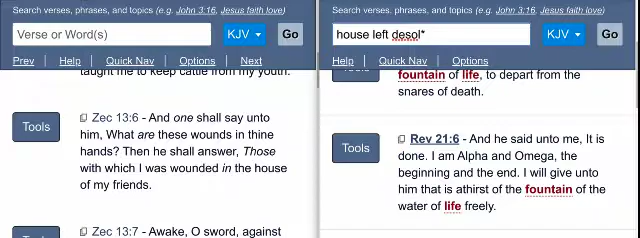 Search verses, phrases, and topics (e.g. John 3:16, Jesus faith love)
Verse or Word(s)
KJV
Go
Prev
Help
Quick Nav
Options
Next
taught me to keep cattle from my youth.
Tools
Zec 13:6 - And one shall say unto
him, What are these wounds in thine
hands? Then he shall answer, Those
with which I was wounded in the house
of my friends.
Tools
Zec 13:7 - Awake, O sword, against
Search verses, phrases, and topics (e.g. John 3:16, Jesus faith love)
house left desol*
KJV
Go
Help
Quick Nav
Options
Tools
fountain of life, to depart from the
snares of death.
Tools
Rev 21:6 - And he said unto me, It is
done. I am Alpha and Omega, the
beginning and the end. I will give unto
him that is athirst of the fountain of the
water of life freely.